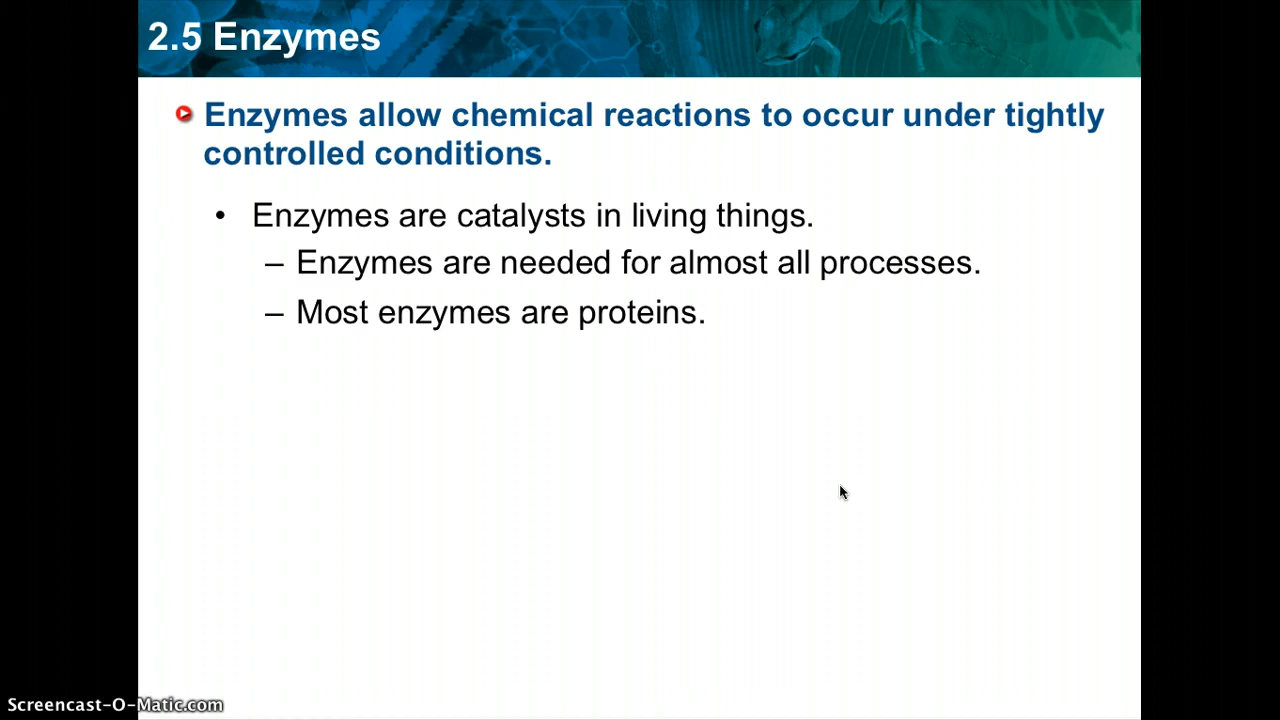 2.5 Enzymes
Enzymes allow chemical reactions to occur under tightly
controlled conditions.
• Enzymes are catalysts in living things.
– Enzymes are needed for almost all processes.
– Most enzymes are proteins.
Screencast-O-Matic.com